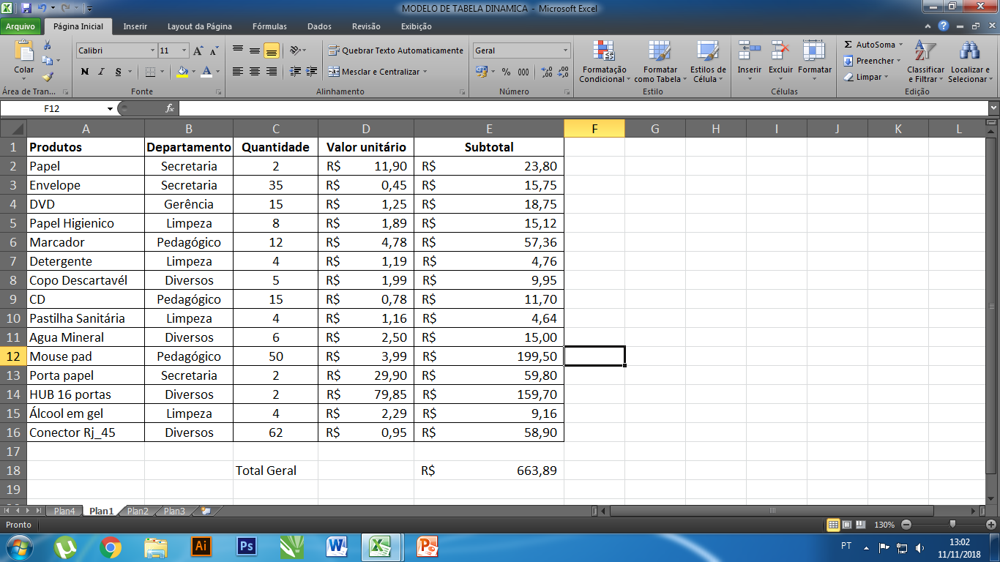 MODELO DE TABELA DINAMICA - Microsoft Excel
Arquivo Página Inicial Inserir Layout da Página Fórmulas Dados Revisão Exibição
Colar
Calibri 11
N I S
Quebrar Texto Automaticamente
Mesclar e Centralizar
Geral
% 000
Formatação Condicional
Formatar como Tabela
Estilos de Célula
Inserir Excluir Formatar
AutoSoma
Preencher
Limpar
Classificar e Filtrar
Localizar e Selecionar
Área de Tran... Fonte Alinhamento Número Estilo Células Edição
F12 fx
A B C D E F G H I J K L
1 Produtos Departamento Quantidade Valor unitário Subtotal
2 Papel Secretaria 2 R$ 11,90 R$ 23,80
3 Envelope Secretaria 35 R$ 0,45 R$ 15,75
4 DVD Gerência 15 R$ 1,25 R$ 18,75
5 Papel Higienico Limpeza 8 R$ 1,89 R$ 15,12
6 Marcador Pedagógico 12 R$ 4,78 R$ 57,36
7 Detergente Limpeza 4 R$ 1,19 R$ 4,76
8 Copo Descartavél Diversos 5 R$ 1,99 R$ 9,95
9 CD Pedagógico 15 R$ 0,78 R$ 11,70
10 Pastilha Sanitária Limpeza 4 R$ 1,16 R$ 4,64
11 Agua Mineral Diversos 6 R$ 2,50 R$ 15,00
12 Mouse pad Pedagógico 50 R$ 3,99 R$ 199,50
13 Porta papel Secretaria 2 R$ 29,90 R$ 59,80
14 HUB 16 portas Diversos 2 R$ 79,85 R$ 159,70
15 Álcool em gel Limpeza 4 R$ 2,29 R$ 9,16
16 Conector Rj_45 Diversos 62 R$ 0,95 R$ 58,90
17
18 Total Geral R$ 663,89
19
Plan4 Plan1 Plan2 Plan3
Pronto 130%
Ai Ps W X P
PT 13:02
11/11/2018